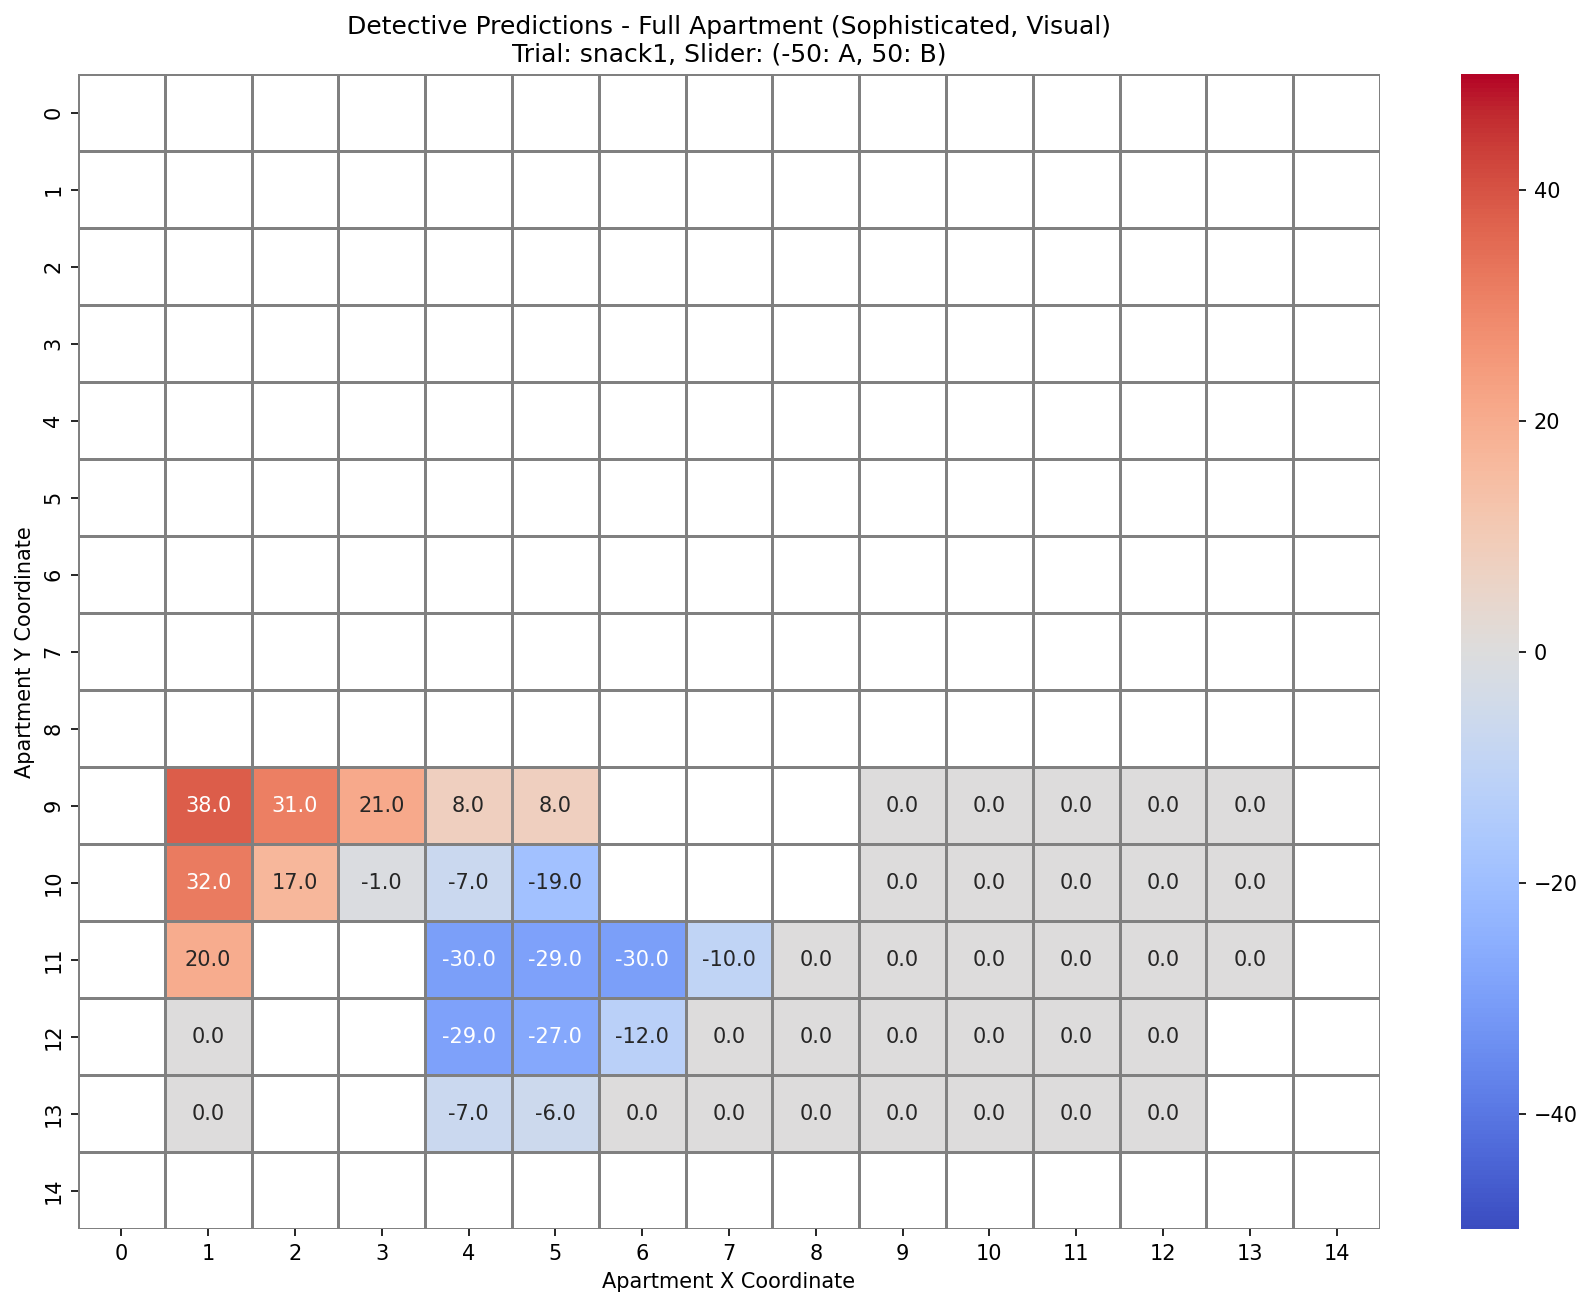 Detective Predictions - Full Apartment (Sophisticated, Visual)
Trial: snack1, Slider: (-50: A, 50: B)
Apartment Y Coordinate
0
1
2
3
4
5
6
7
8
9 38.0 31.0 21.0 8.0 8.0 0.0 0.0 0.0 0.0 0.0
10 32.0 17.0 -1.0 -7.0 -19.0 0.0 0.0 0.0 0.0 0.0
11 20.0 -30.0 -29.0 -30.0 -10.0 0.0 0.0 0.0 0.0 0.0 0.0
12 0.0 -29.0 -27.0 -12.0 0.0 0.0 0.0 0.0 0.0 0.0
13 0.0 -7.0 -6.0 0.0 0.0 0.0 0.0 0.0 0.0 0.0
14
0 1 2 3 4 5 6 7 8 9 10 11 12 13 14
Apartment X Coordinate
40
20
0
−20
−40